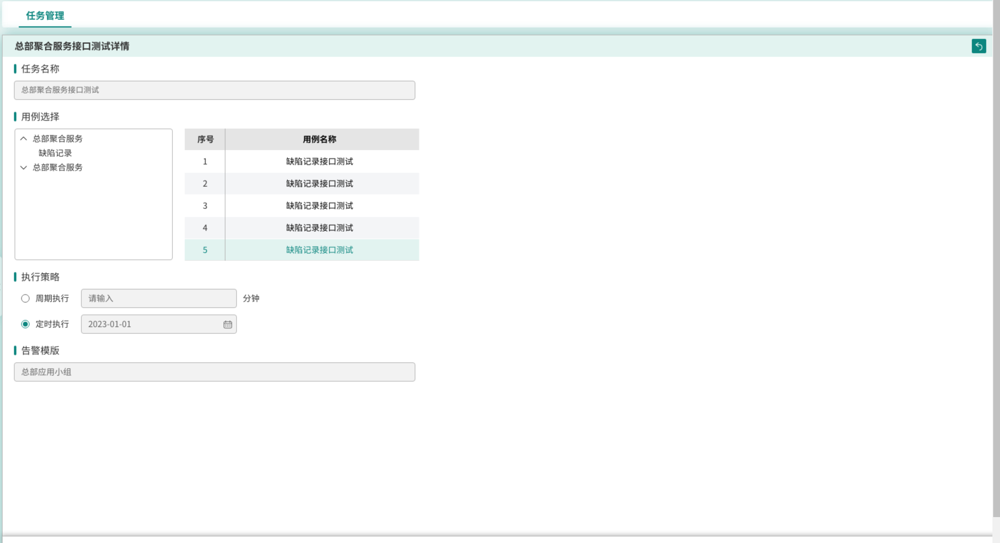 任务管理
总部聚合服务接口测试详情
任务名称
总部聚合服务接口测试
用例选择
总部聚合服务
缺陷记录
总部聚合服务
序号 用例名称
1 缺陷记录接口测试
2 缺陷记录接口测试
3 缺陷记录接口测试
4 缺陷记录接口测试
5 缺陷记录接口测试
执行策略
周期执行 请输入 分钟
定时执行 2023-01-01
告警模版
总部应用小组